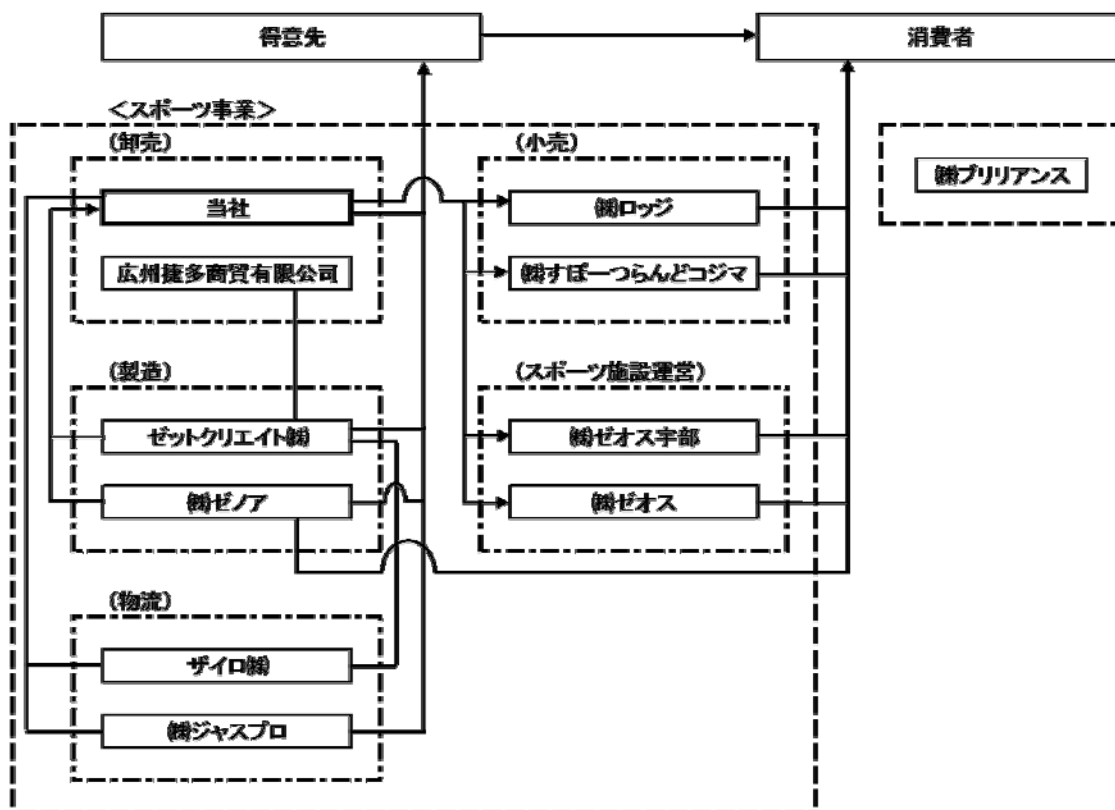 得意先
消費者
<スポーツ事業>
(卸売)
(小売)
当社
㈱ロッジ
㈱ブリリアンス
広州捷多商貿有限公司
㈱すぽーつらんどコジマ
(製造)
(スポーツ施設運営)
ゼットクリエイト㈱
㈱ゼオス宇部
㈱ゼノア
㈱ゼオス
(物流)
ザイロ㈱
㈱ジャスプロ